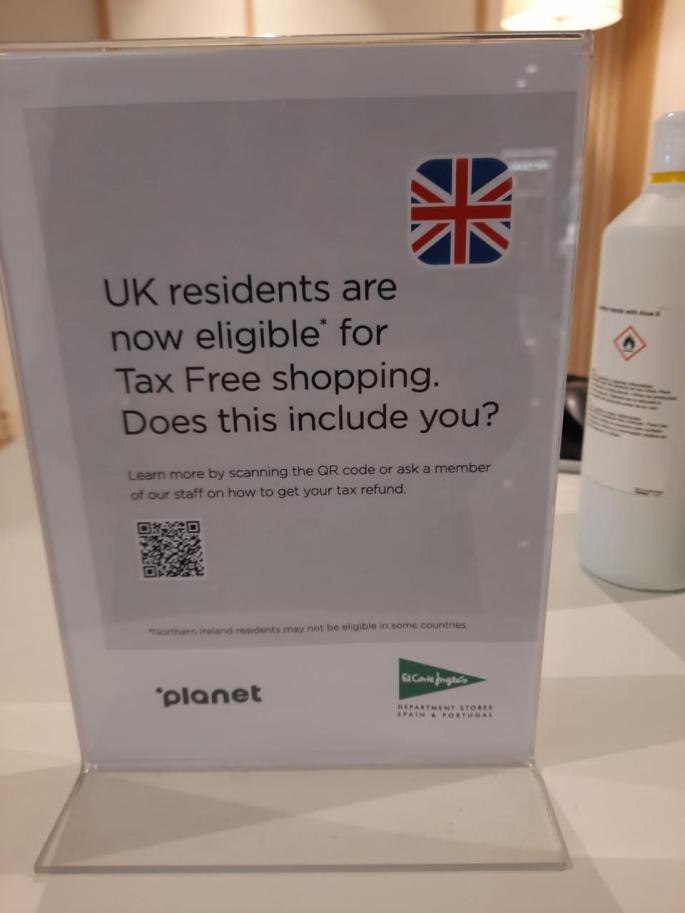 UK residents are
now eligible* for
Tax Free shopping.
Does this include you?
Learn more by scanning the QR code or ask a member
of our staff on how to get your tax refund.
*Northern Ireland residents may not be eligible in some countries.
planet
El Corte Inglés
DEPARTMENT STORES
SPAIN & PORTUGAL